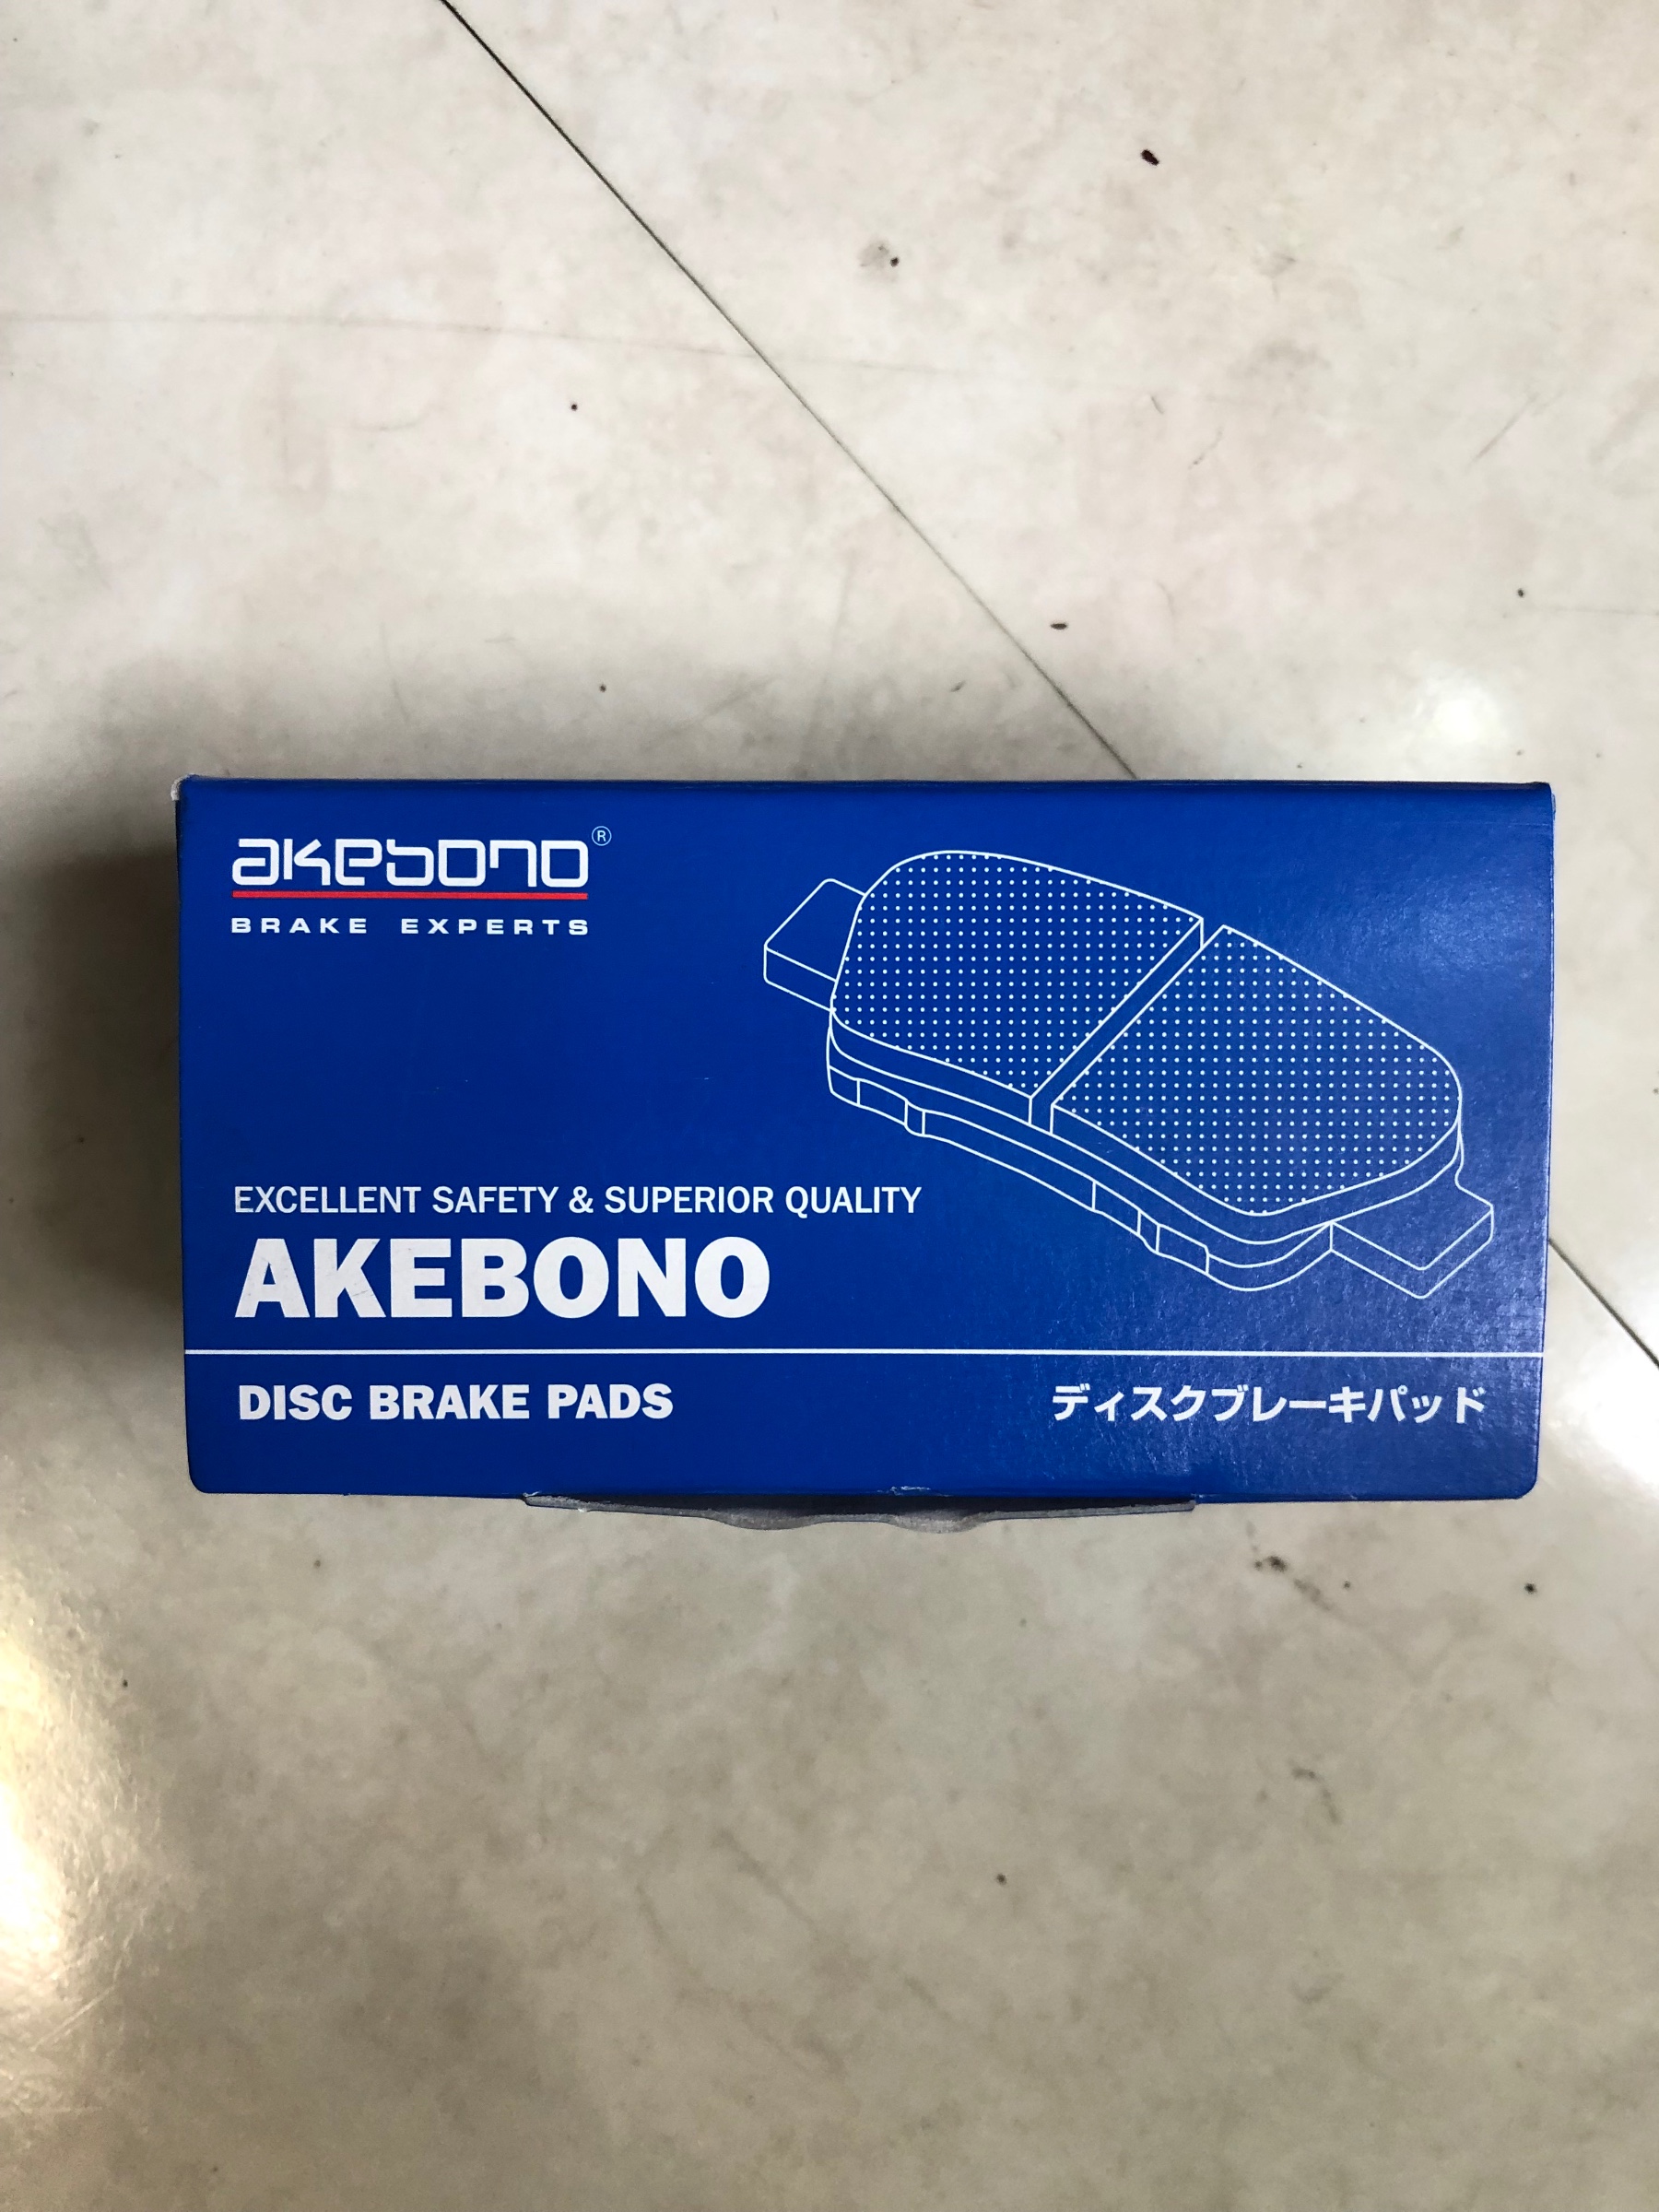 akebono®
BRAKE EXPERTS
EXCELLENT SAFETY & SUPERIOR QUALITY
AKEBONO
DISC BRAKE PADS
ディスクブレーキパッド